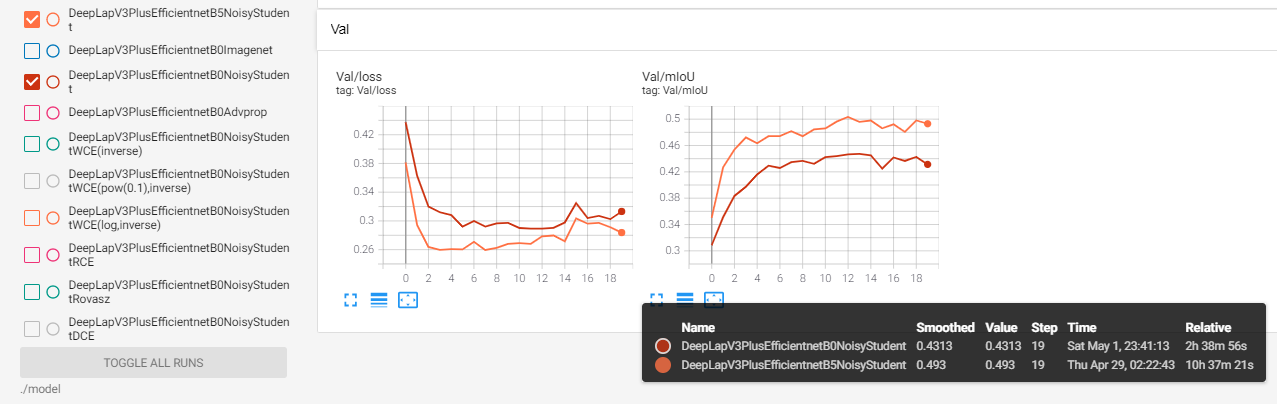 DeepLapV3PlusEfficientnetB5NoisyStuden
t
DeepLapV3PlusEfficientnetB0Imagenet
DeepLapV3PlusEfficientnetB0NoisyStuden
t
DeepLapV3PlusEfficientnetB0Advprop
DeepLapV3PlusEfficientnetB0NoisyStuden
tWCE(inverse)
DeepLapV3PlusEfficientnetB0NoisyStuden
tWCE(pow(0.1),inverse)
DeepLapV3PlusEfficientnetB0NoisyStuden
tWCE(log,inverse)
DeepLapV3PlusEfficientnetB0NoisyStuden
tRCE
DeepLapV3PlusEfficientnetB0NoisyStuden
tRovasz
DeepLapV3PlusEfficientnetB0NoisyStuden
tDCE
TOGGLE ALL RUNS
./model
Val
Val/loss
tag: Val/loss
0.42
0.38
0.34
0.3
0.26
0 2 4 6 8 10 12 14 16 18
Val/mIoU
tag: Val/mIoU
0.5
0.46
0.42
0.38
0.34
0.3
0 2 4 6 8 10 12 14 16 18
Name Smoothed Value Step Time Relative
DeepLapV3PlusEfficientnetB0NoisyStudent 0.4313 0.4313 19 Sat May 1, 23:41:13 2h 38m 56s
DeepLapV3PlusEfficientnetB5NoisyStudent 0.493 0.493 19 Thu Apr 29, 02:22:43 10h 37m 21s